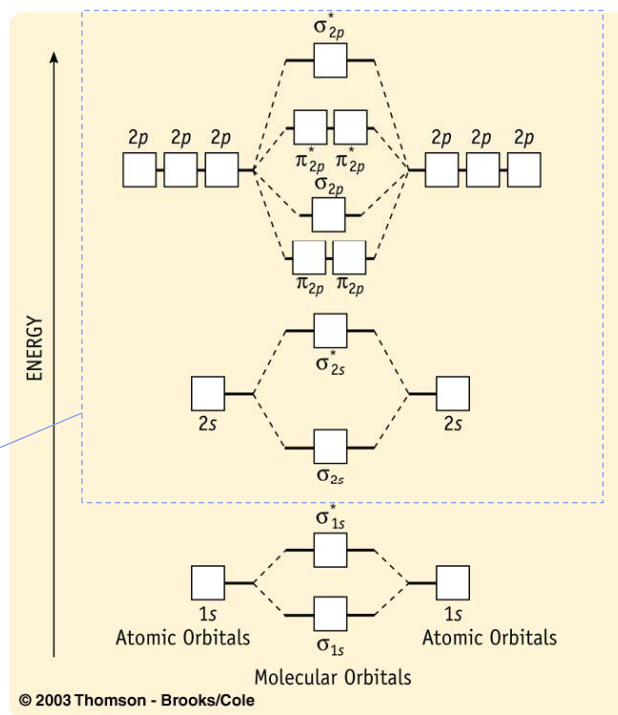 σ*2p
2p 2p 2p
2p 2p 2p
π*2p π*2p
σ2p
π2p π2p
ENERGY
σ*2s
2s
2s
σ2s
σ*1s
1s
1s
Atomic Orbitals
Atomic Orbitals
σ1s
Molecular Orbitals
© 2003 Thomson - Brooks/Cole